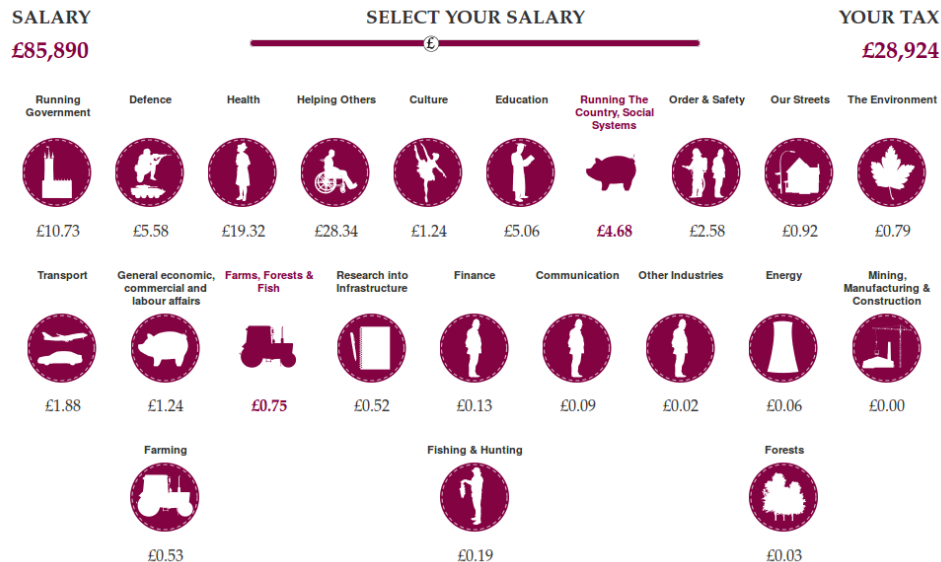 SALARY
SELECT YOUR SALARY
YOUR TAX
£85,890
£
£28,924
Running
Government
Defence
Health
Helping Others
Culture
Education
Running The
Country, Social
Systems
Order & Safety
Our Streets
The Environment
£10.73
£5.58
£19.32
£28.34
£1.24
£5.06
£4.68
£2.58
£0.92
£0.79
Transport
General economic,
commercial and
labour affairs
Farms, Forests &
Fish
Research into
Infrastructure
Finance
Communication
Other Industries
Energy
Mining,
Manufacturing &
Construction
£1.88
£1.24
£0.75
£0.52
£0.13
£0.09
£0.02
£0.06
£0.00
Farming
Fishing & Hunting
Forests
£0.53
£0.19
£0.03